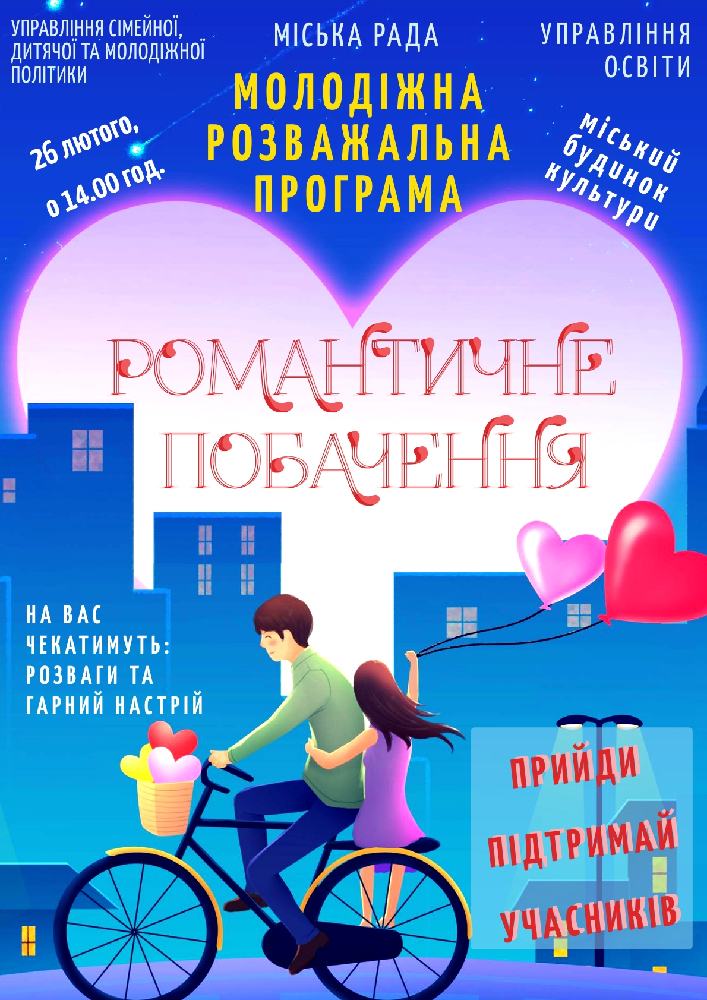 УПРАВЛІННЯ СІМЕЙНОЇ,
ДИТЯЧОЇ ТА МОЛОДІЖНОЇ
ПОЛІТИКИ
МІСЬКА РАДА
УПРАВЛІННЯ
ОСВІТИ
МОЛОДІЖНА
РОЗВАЖАЛЬНА
ПРОГРАМА
26 лютого,
о 14.00 год.
міський
будинок
культури
РОМАНТИЧНЕ
ПОБАЧЕННЯ
НА ВАС
ЧЕКАТИМУТЬ:
РОЗВАГИ ТА
ГАРНИЙ НАСТРІЙ
ПРИЙДИ
ПІДТРИМАЙ
УЧАСНИКІВ